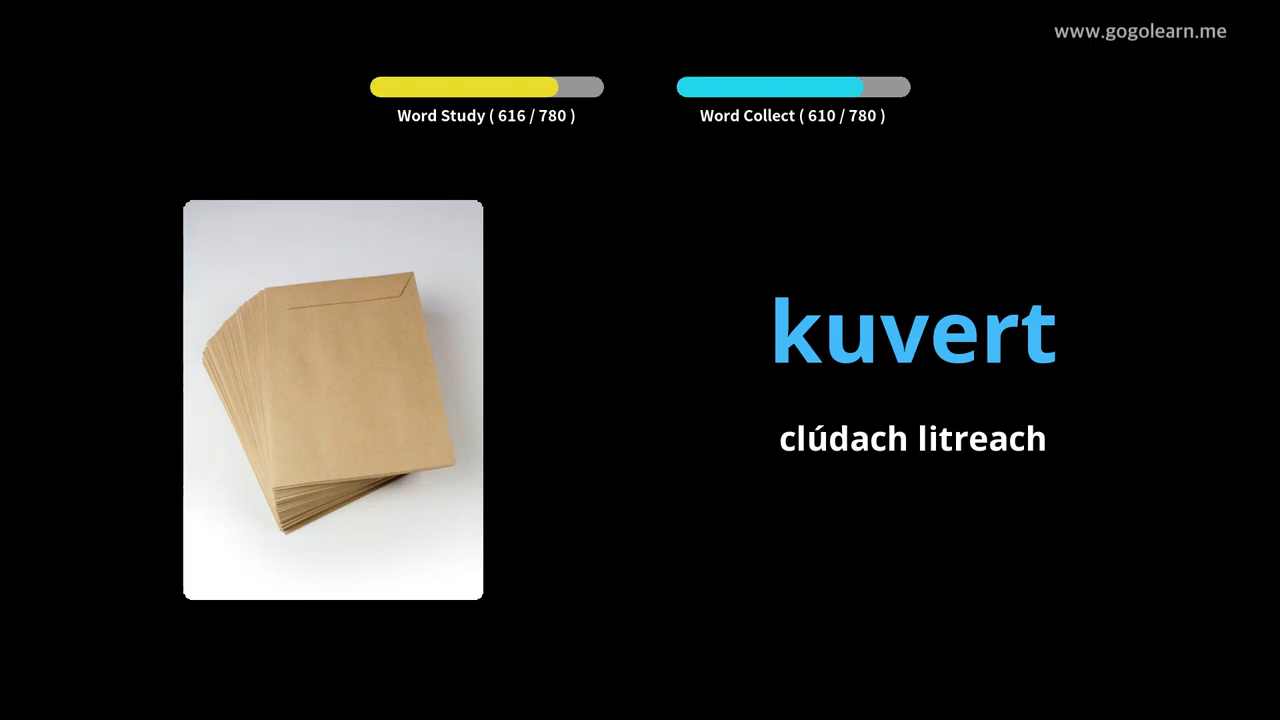 www.gogolearn.me
Word Study ( 616 / 780 )
Word Collect ( 610 / 780 )
kuvert
clúdach litreach